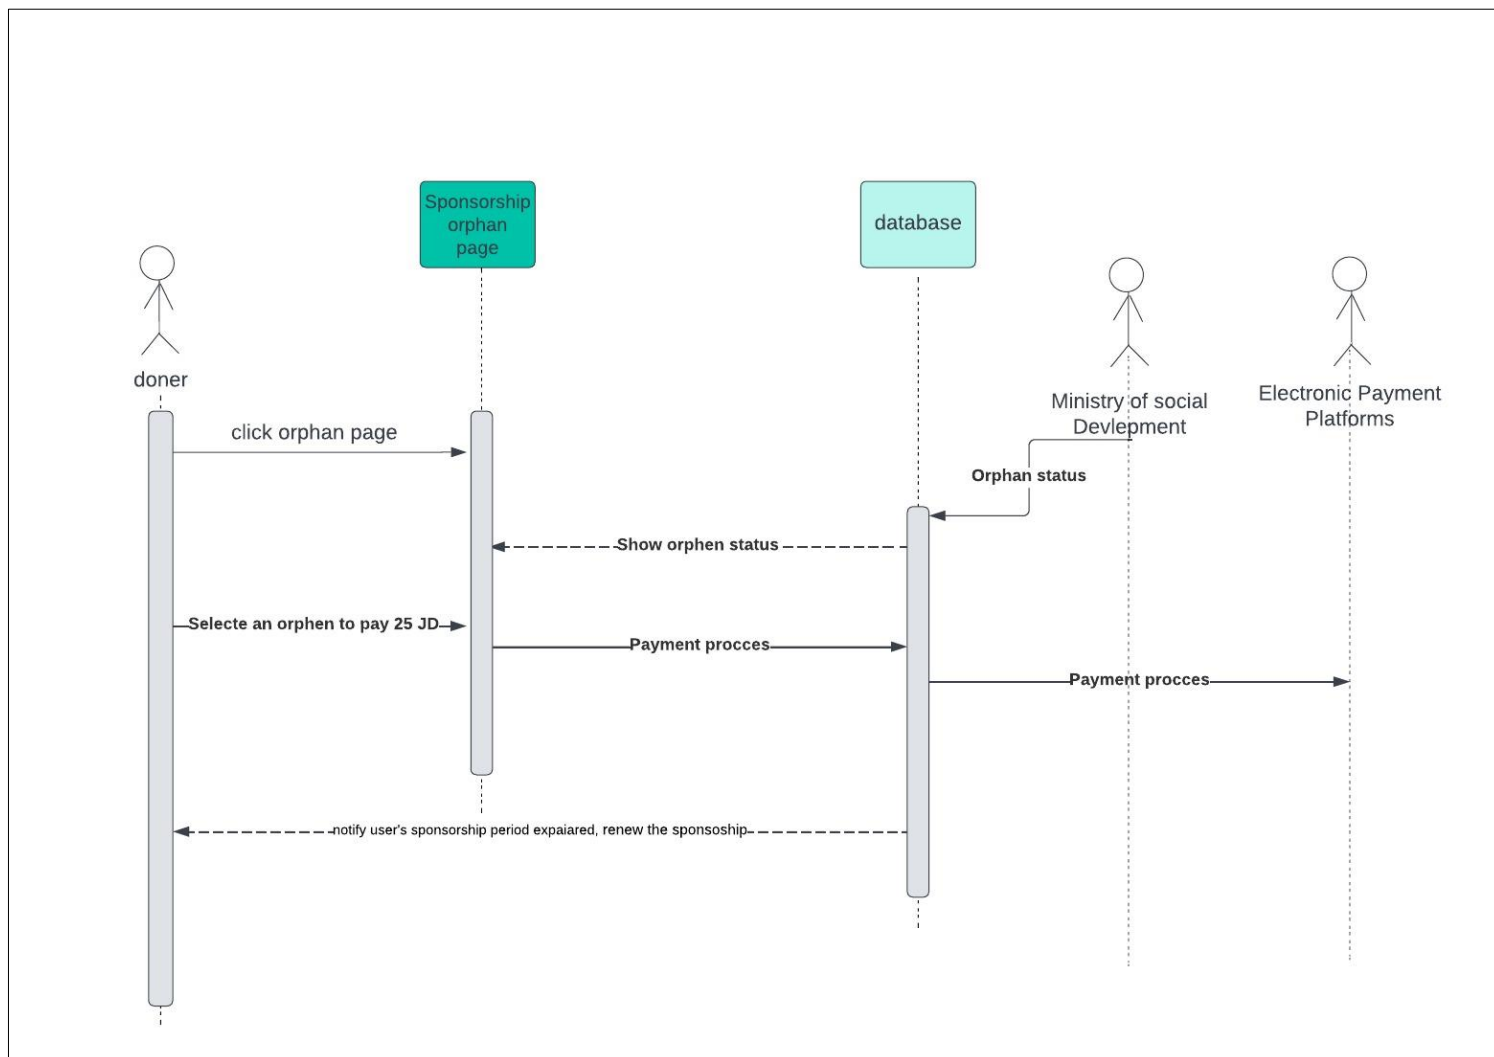 Sponsorship
orphan
page
database
doner
Ministry of social
Devlepment
Electronic Payment
Platforms
click orphan page
Orphan status
Show orphen status
Selecte an orphen to pay 25 JD
Payment procces
Payment procces
notify user's sponsorship period expaiared, renew the sponsoship